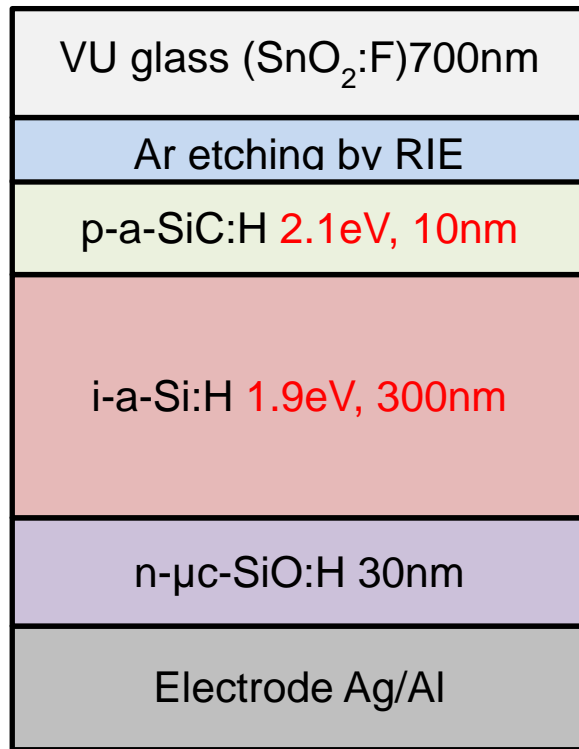 VU glass (SnO₂:F)700nm
Ar etching by RIE
p-a-SiC:H 2.1eV, 10nm
i-a-Si:H 1.9eV, 300nm
n-μc-SiO:H 30nm
Electrode Ag/Al